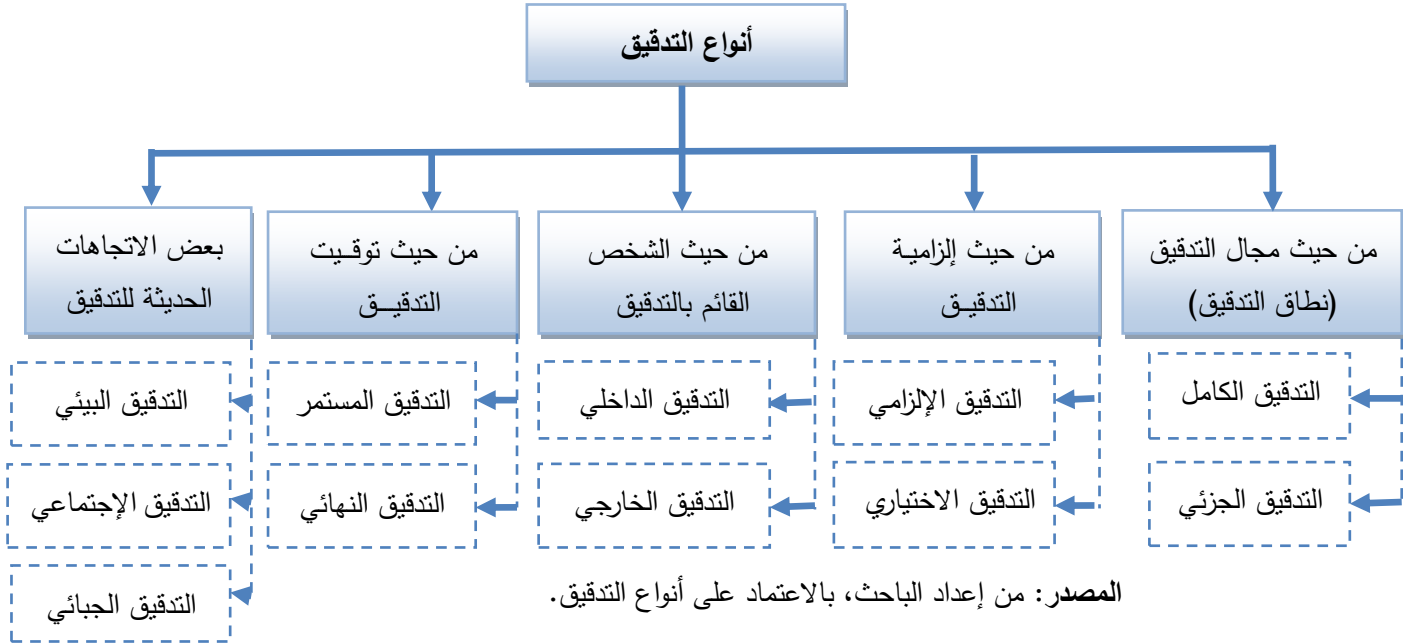 أنواع التدقيق
من حيث مجال التدقيق
(نطاق التدقيق)
التدقيق الكامل
التدقيق الجزئي
من حيث إلزامية
التدقيـق
التدقيق الإلزامي
التدقيق الاختياري
من حيث الشخص
القائم بالتدقيق
التدقيق الداخلي
التدقيق الخارجي
من حيث توقـيت
التدقيــق
التدقيق المستمر
التدقيق النهائي
بعض الاتجاهات
الحديثة للتدقيق
التدقيق البيئي
التدقيق الإجتماعي
التدقيق الجبائي
المصدر: من إعداد الباحث، بالاعتماد على أنواع التدقيق.